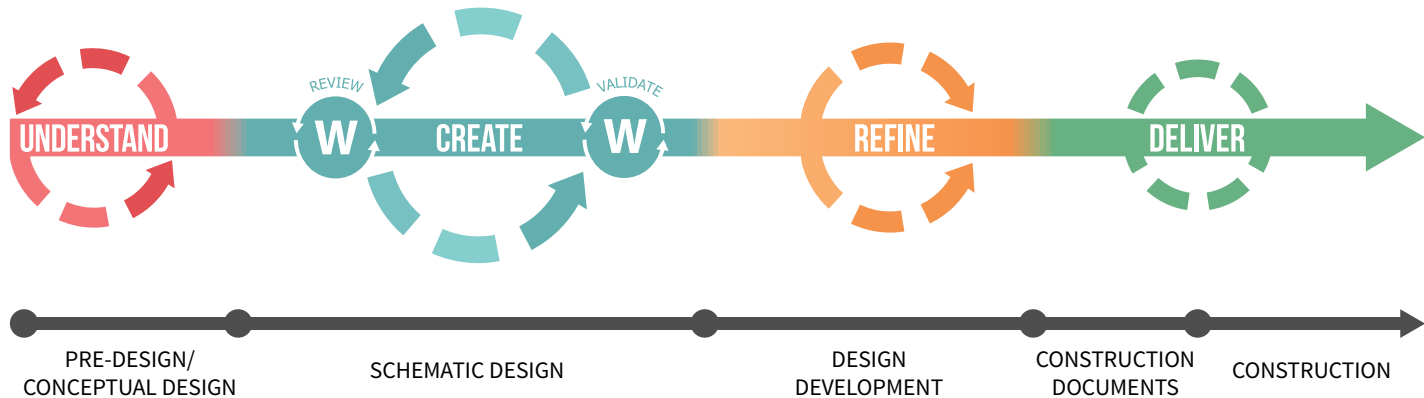 REVIEW
VALIDATE
UNDERSTAND
W
CREATE
W
REFINE
DELIVER
PRE-DESIGN/
CONCEPTUAL DESIGN
SCHEMATIC DESIGN
DESIGN
DEVELOPMENT
CONSTRUCTION
DOCUMENTS
CONSTRUCTION